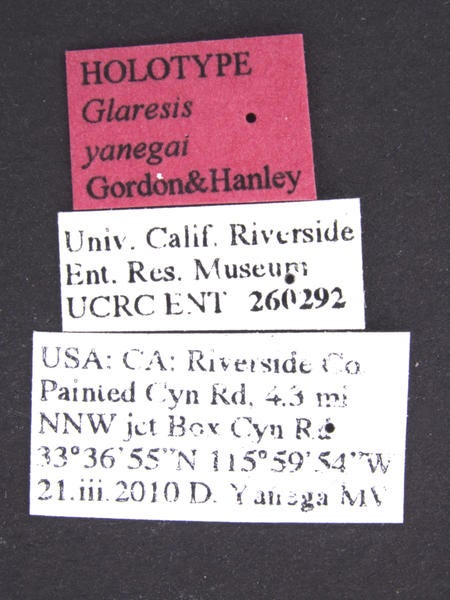 HOLOTYPE
Glaresis
yanegai
Gordon&Hanley
Univ. Calif. Riverside
Ent. Res. Museum
UCRC ENT 260292
USA: CA: Riverside Co.
Painted Cyn Rd, 4.3 mi
NNW jct Box Cyn Rd
33°36'55"N 115°59'54"W
21.iii.2010 D. Yanega MV